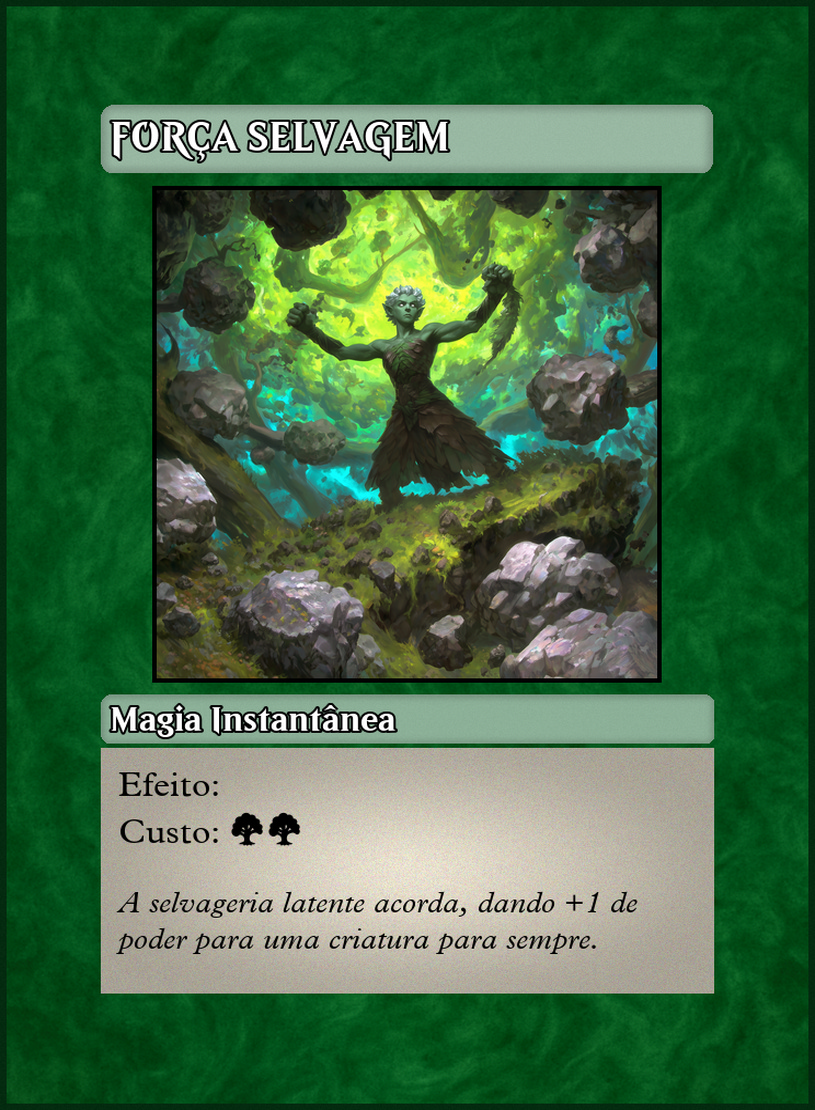 FORÇA SELVAGEM
Magia Instantânea
Efeito:
Custo:
A selvageria latente acorda, dando +1 de
poder para uma criatura para sempre.